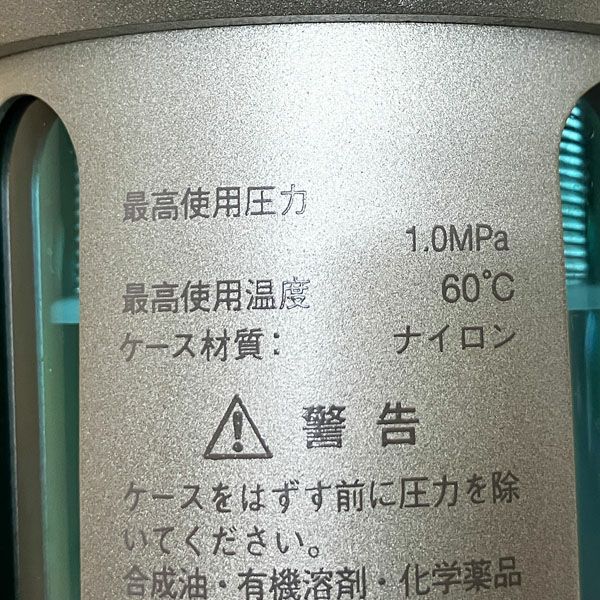 最高使用圧力
1.0MPa
最高使用温度 60°C
ケース材質: ナイロン
警告
ケースをはずす前に圧力を除
いてください。
合成油・有機溶剤・化学薬品